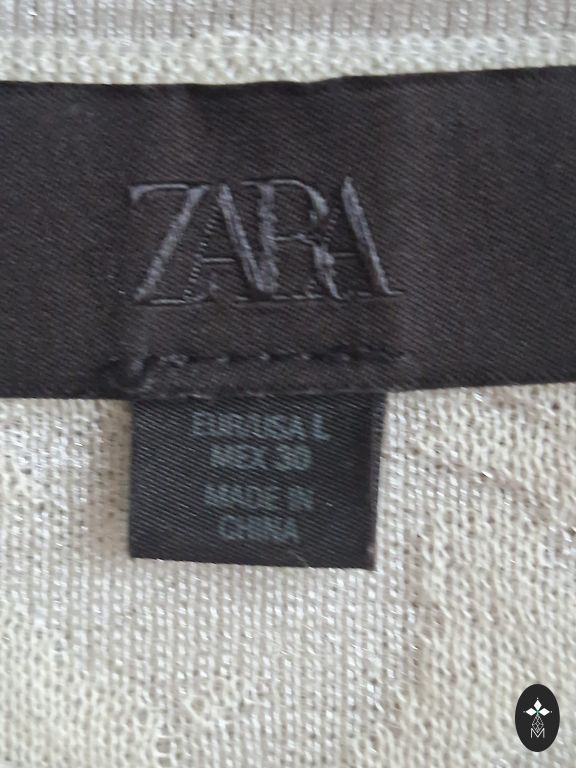 ZARA
EUR/USA L
MEX 30
MADE IN
CHINA
M